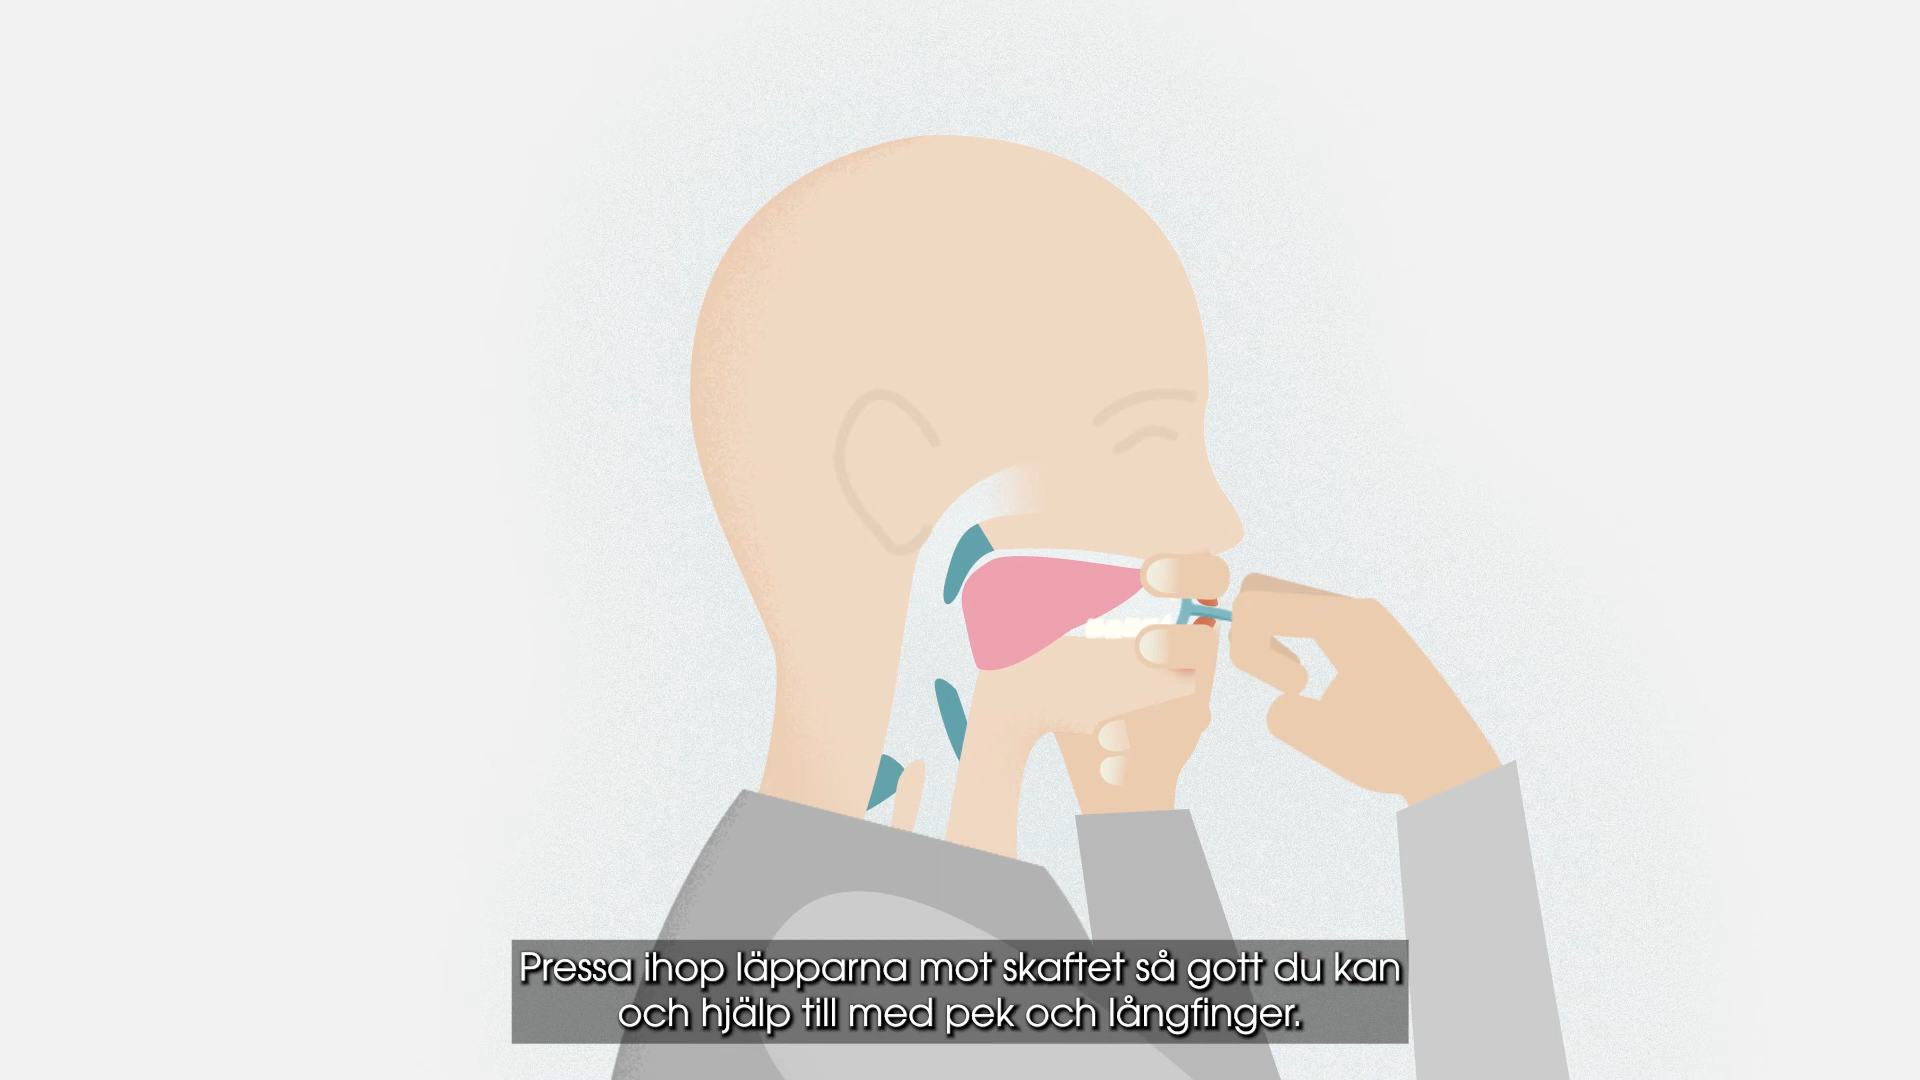 Pressa ihop läpparna mot skaftet så gott du kan
och hjälp till med pek och långfinger.